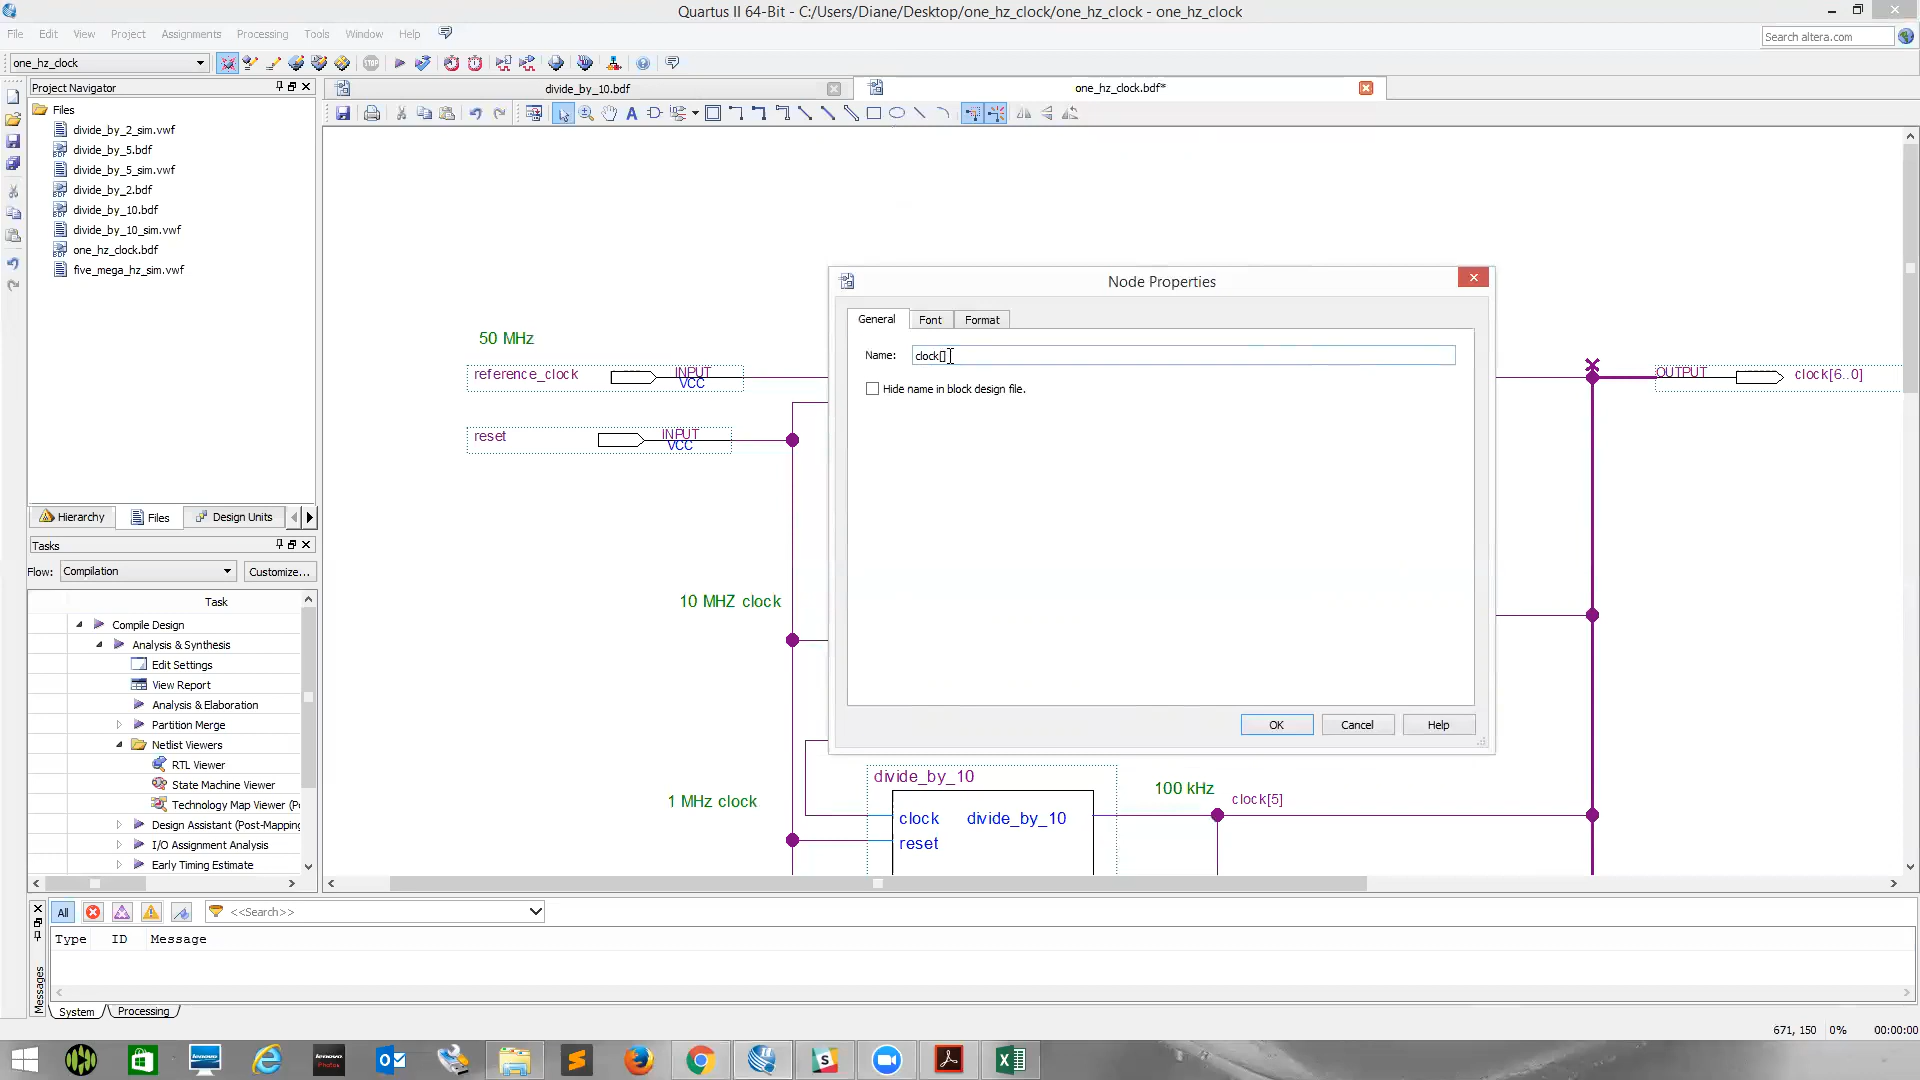 Quartus II 64-Bit - C:/Users/Diane/Desktop/one_hz_clock/one_hz_clock - one_hz_clock
File Edit View Project Assignments Processing Tools Window Help
Search altera.com
one_hz_clock
STOP
Project Navigator
divide_by_10.bdf
one_hz_clock.bdf*
Files
divide_by_2_sim.vwf
divide_by_5.bdf
divide_by_5_sim.vwf
divide_by_2.bdf
divide_by_10.bdf
divide_by_10_sim.vwf
one_hz_clock.bdf
five_mega_hz_sim.vwf
Hierarchy Files Design Units
Tasks
Flow: Compilation Customize...
Task
Compile Design
Analysis & Synthesis
Edit Settings
View Report
Analysis & Elaboration
Partition Merge
Netlist Viewers
RTL Viewer
State Machine Viewer
Technology Map Viewer (Po
Design Assistant (Post-Mapping
I/O Assignment Analysis
Early Timing Estimate
50 MHz
reference_clock INPUT
VCC
reset INPUT
VCC
10 MHZ clock
1 MHz clock
Node Properties
General Font Format
Name: clock[]
Hide name in block design file.
OK Cancel Help
OUTPUT clock[6..0]
divide_by_10
clock divide_by_10
reset
100 kHz
clock[5]
All <<Search>>
Type ID Message
Messages
System Processing
671, 150 0% 00:00:00
lenovo
lenovo
Photos